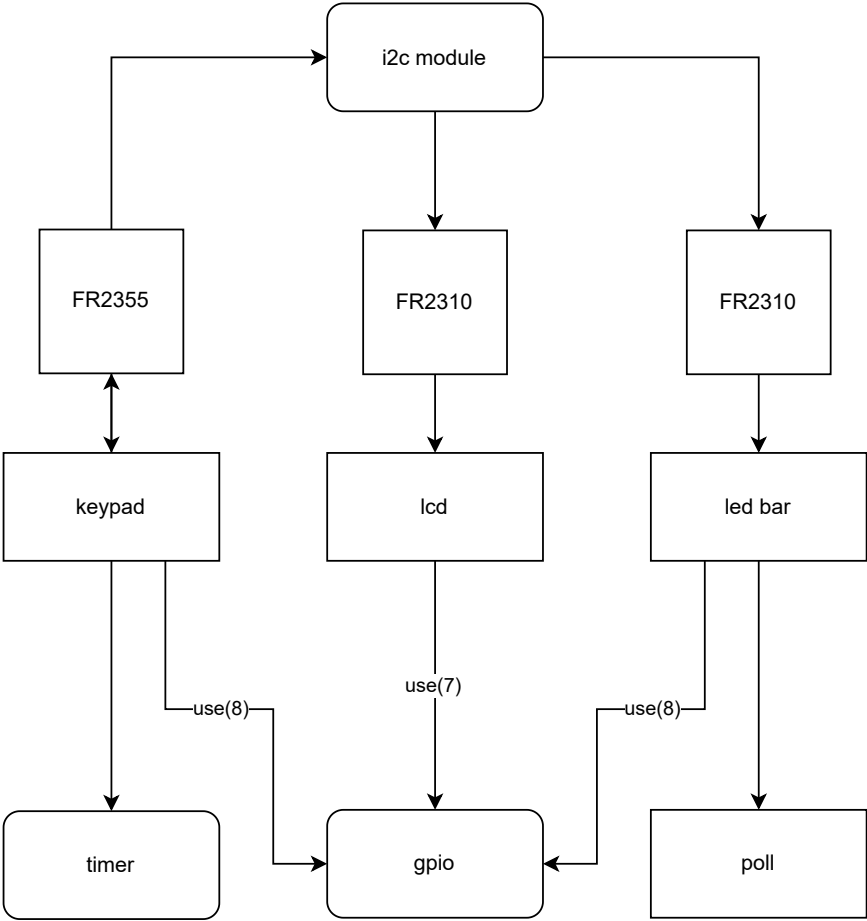 i2c module
FR2355
FR2310
FR2310
keypad
lcd
led bar
use(8)
use(7)
use(8)
timer
gpio
poll